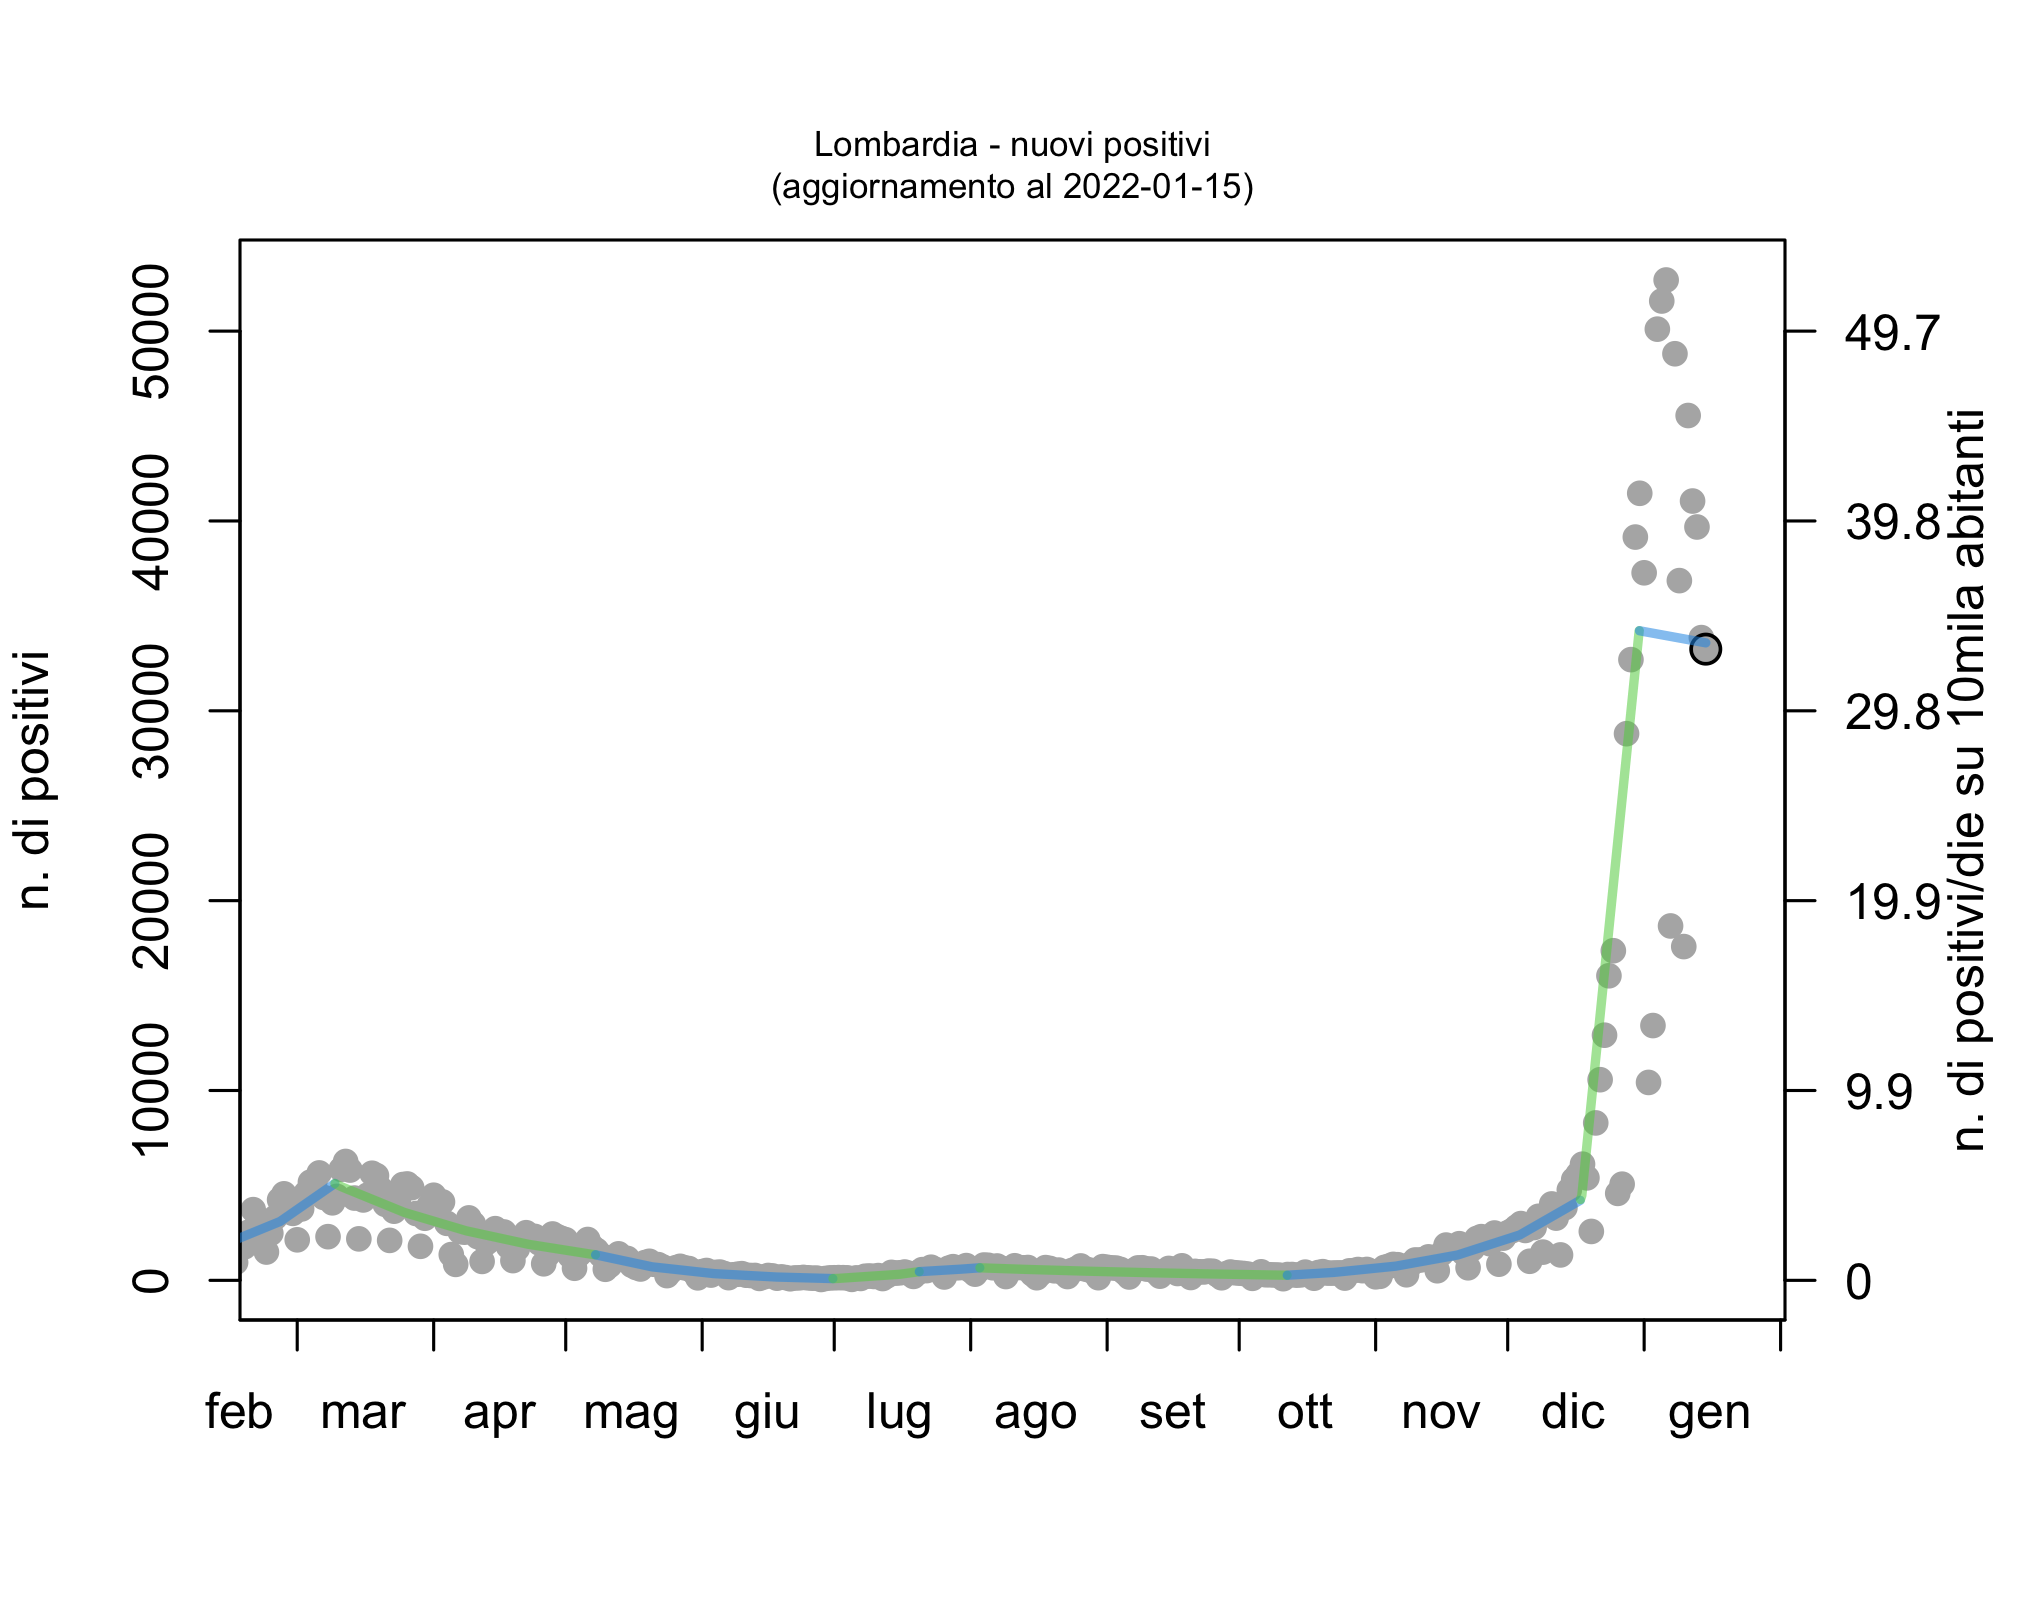 Lombardia - nuovi positivi
(aggiornamento al 2022-01-15)
n. di positivi
50000
40000
30000
20000
10000
0
49.7
39.8
29.8
19.9
9.9
0
n. di positivi/die su 10mila abitanti
feb mar apr mag giu lug ago set ott nov dic gen